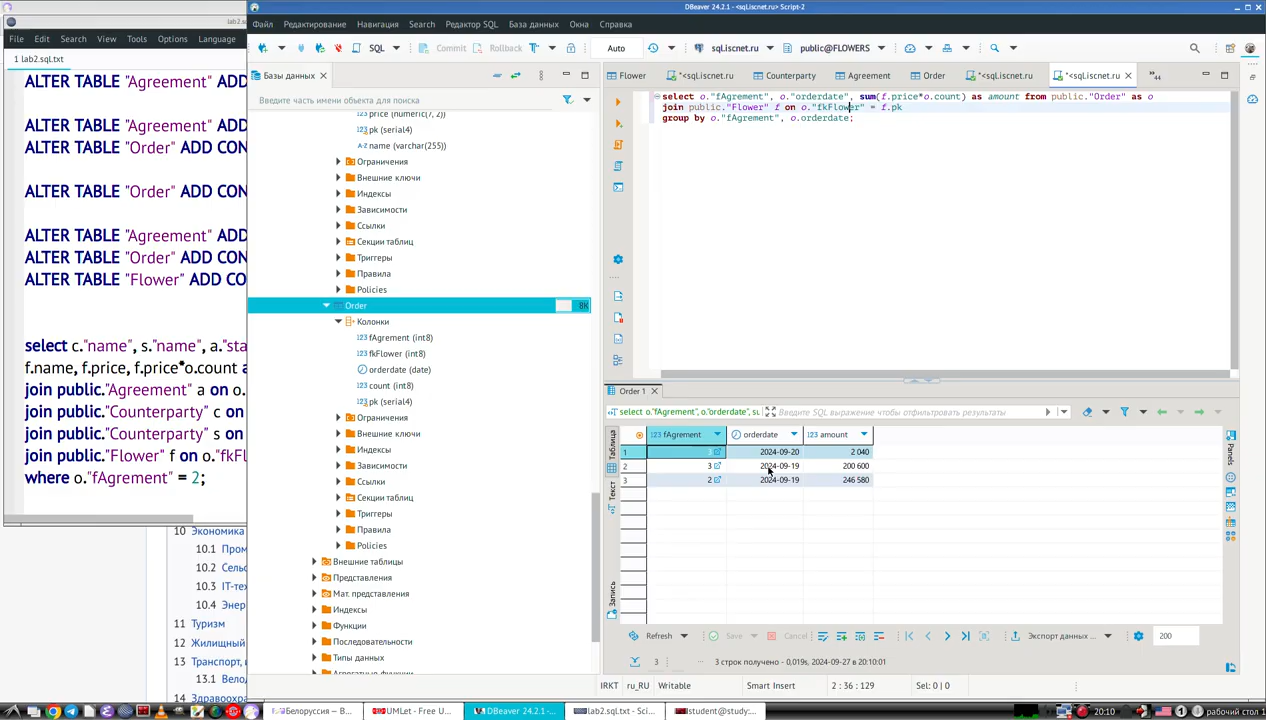 DBeaver 24.2.1 - <sql.iscnet.ru> Script-2
Файл Редактирование Навигация Search Редактор SQL База данных Окна Справка
SQL Commit Rollback Auto sql.iscnet.ru public@FLOWERS
File Edit Search View Tools Options Language
1 lab2.sql.txt
ALTER TABLE "Agreement" ADD
ALTER TABLE "Agreement" ADD
ALTER TABLE "Order" ADD CON
ALTER TABLE "Order" ADD CON
ALTER TABLE "Agreement" ADD
ALTER TABLE "Order" ADD CON
ALTER TABLE "Flower" ADD CO
select c."name", s."name", a."sta
f.name, f.price, f.price*o.count a
join public."Agreement" a on o.
join public."Counterparty" c on
join public."Counterparty" s on
join public."Flower" f on o."fkFl
where o."fAgrement" = 2;
10 Экономика
10.1 Пром
10.2 Сель
10.3 IT-те
10.4 Энер
11 Туризм
12 Жилищный
13 Транспорт, и
13.1 Вело
14 Здравоохр
Базы данных
Введите часть имени объекта для поиска
price (numeric(7, 2))
pk (serial4)
name (varchar(255))
Ограничения
Внешние ключи
Индексы
Зависимости
Ссылки
Секции таблиц
Триггеры
Правила
Policies
Order 8K
Колонки
fAgrement (int8)
fkFlower (int8)
orderdate (date)
count (int8)
pk (serial4)
Ограничения
Внешние ключи
Индексы
Зависимости
Ссылки
Секции таблиц
Триггеры
Правила
Policies
Внешние таблицы
Представления
Мат. представления
Индексы
Функции
Последовательности
Типы данных
Агрегатные функции
Flower *<sql.iscnet.ru Counterparty Agreement Order *<sql.iscnet.ru *<sql.iscnet.ru
select o."fAgrement", o."orderdate", sum(f.price*o.count) as amount from public."Order" as o
join public."Flower" f on o."fkFlower" = f.pk
group by o."fAgrement", o.orderdate;
Order 1
select o."fAgrement", o."orderdate", su Введите SQL выражение чтобы отфильтровать результаты
Таблица
Текст
Запись
Panels
123 fAgrement orderdate 123 amount
1 3 2024-09-20 2 040
2 3 2024-09-19 200 600
3 2 2024-09-19 246 580
Refresh Save Cancel Экспорт данных ... 200
3 3 строк получено - 0,019s, 2024-09-27 в 20:10:01
IRKT ru_RU Writable Smart Insert 2 : 36 : 129 Sel: 0 | 0
Белоруссия — В... UMLet - Free U... DBeaver 24.2.1 -... lab2.sql.txt - Sci... student@study:... 20:10 рабочий стол 1